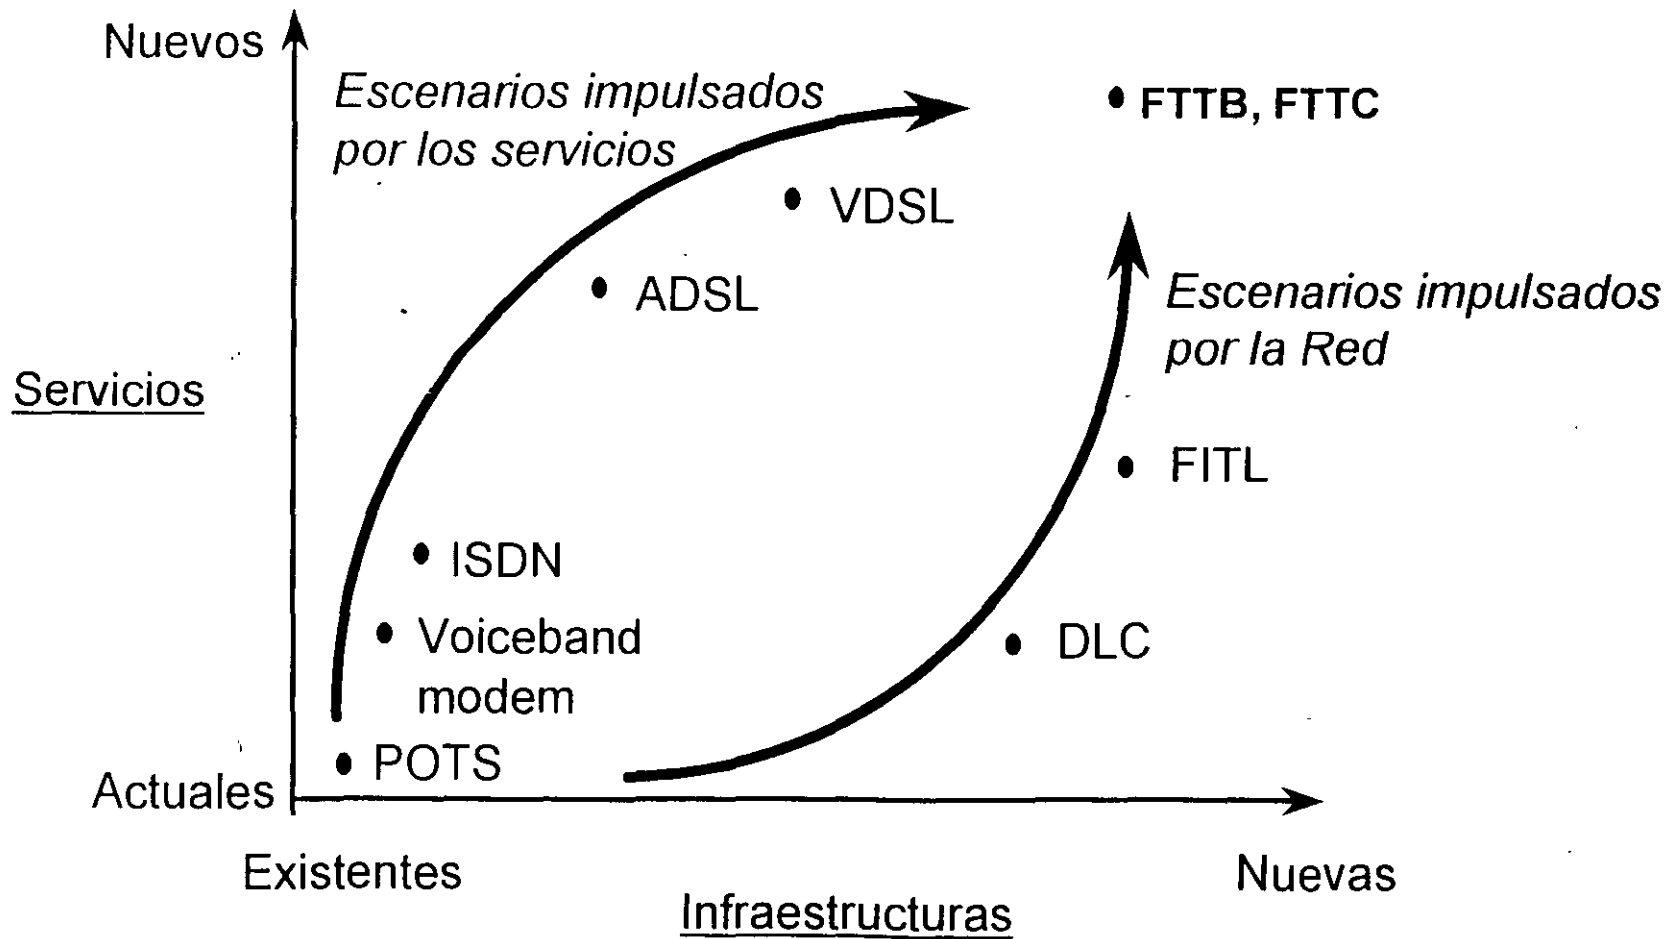 Nuevos
Escenarios impulsados
por los servicios
FTTB, FTTC
VDSL
ADSL
Escenarios impulsados
por la Red
Servicios
FITL
ISDN
Voiceband
modem
DLC
POTS
Actuales
Existentes
Nuevas
Infraestructuras